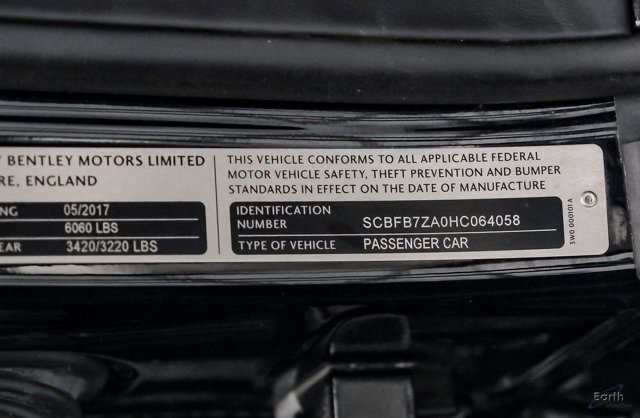 BENTLEY MOTORS LIMITED
RE, ENGLAND
NG 05/2017
6060 LBS
EAR 3420/3220 LBS
THIS VEHICLE CONFORMS TO ALL APPLICABLE FEDERAL
MOTOR VEHICLE SAFETY, THEFT PREVENTION AND BUMPER
STANDARDS IN EFFECT ON THE DATE OF MANUFACTURE
IDENTIFICATION
NUMBER SCBFB7ZA0HC064058
TYPE OF VEHICLE PASSENGER CAR
3W0 000101A
Earth